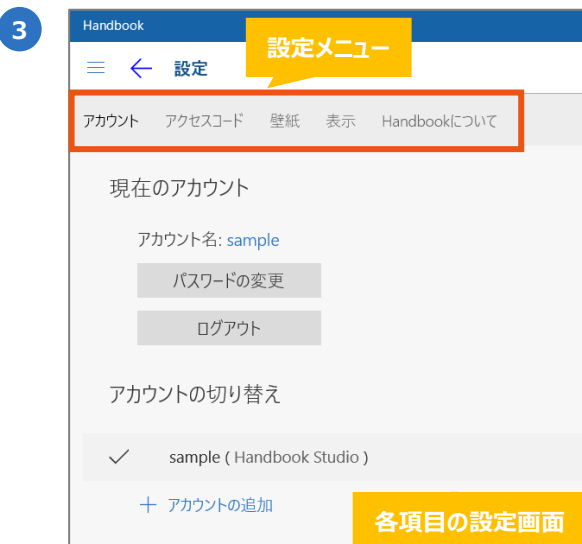 3
Handbook
設定メニュー
設定
アカウント アクセスコード 壁紙 表示 Handbookについて
現在のアカウント
アカウント名: sample
パスワードの変更
ログアウト
アカウントの切り替え
sample ( Handbook Studio )
アカウントの追加
各項目の設定画面